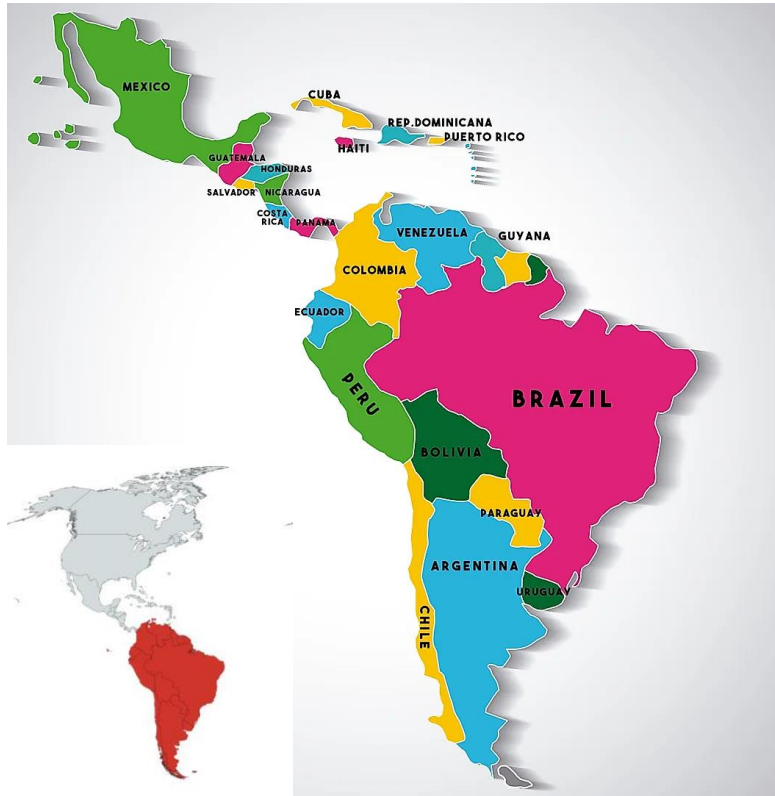 MEXICO
CUBA
REP.DOMINICANA
PUERTO RICO
HAITI
GUATEMALA
HONDURAS
SALVADOR
NICARAGUA
COSTA
RICA
PANAMA
VENEZUELA
GUYANA
COLOMBIA
ECUADOR
PERU
BRAZIL
BOLIVIA
PARAGUAY
ARGENTINA
URUGUAY
CHILE